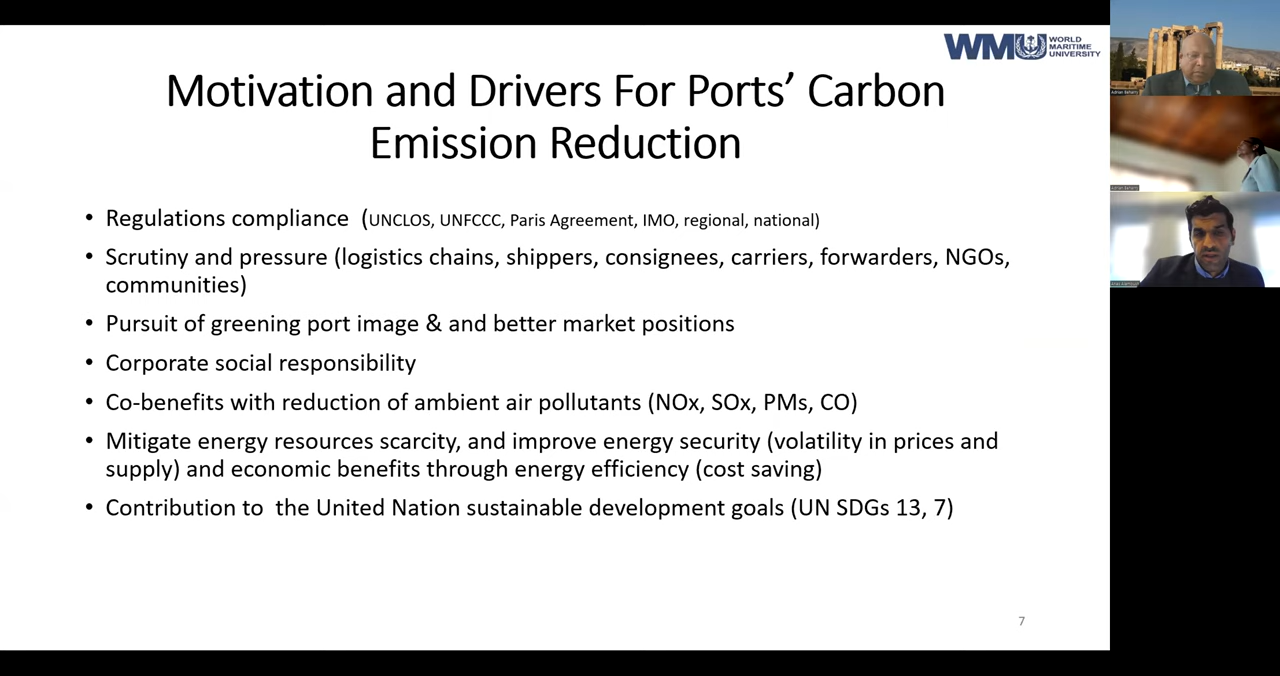 WMU WORLD
MARITIME
UNIVERSITY
Motivation and Drivers For Ports’ Carbon
Emission Reduction
• Regulations compliance (UNCLOS, UNFCCC, Paris Agreement, IMO, regional, national)
• Scrutiny and pressure (logistics chains, shippers, consignees, carriers, forwarders, NGOs,
communities)
• Pursuit of greening port image & and better market positions
• Corporate social responsibility
• Co-benefits with reduction of ambient air pollutants (NOx, SOx, PMs, CO)
• Mitigate energy resources scarcity, and improve energy security (volatility in prices and
supply) and economic benefits through energy efficiency (cost saving)
• Contribution to the United Nation sustainable development goals (UN SDGs 13, 7)
7